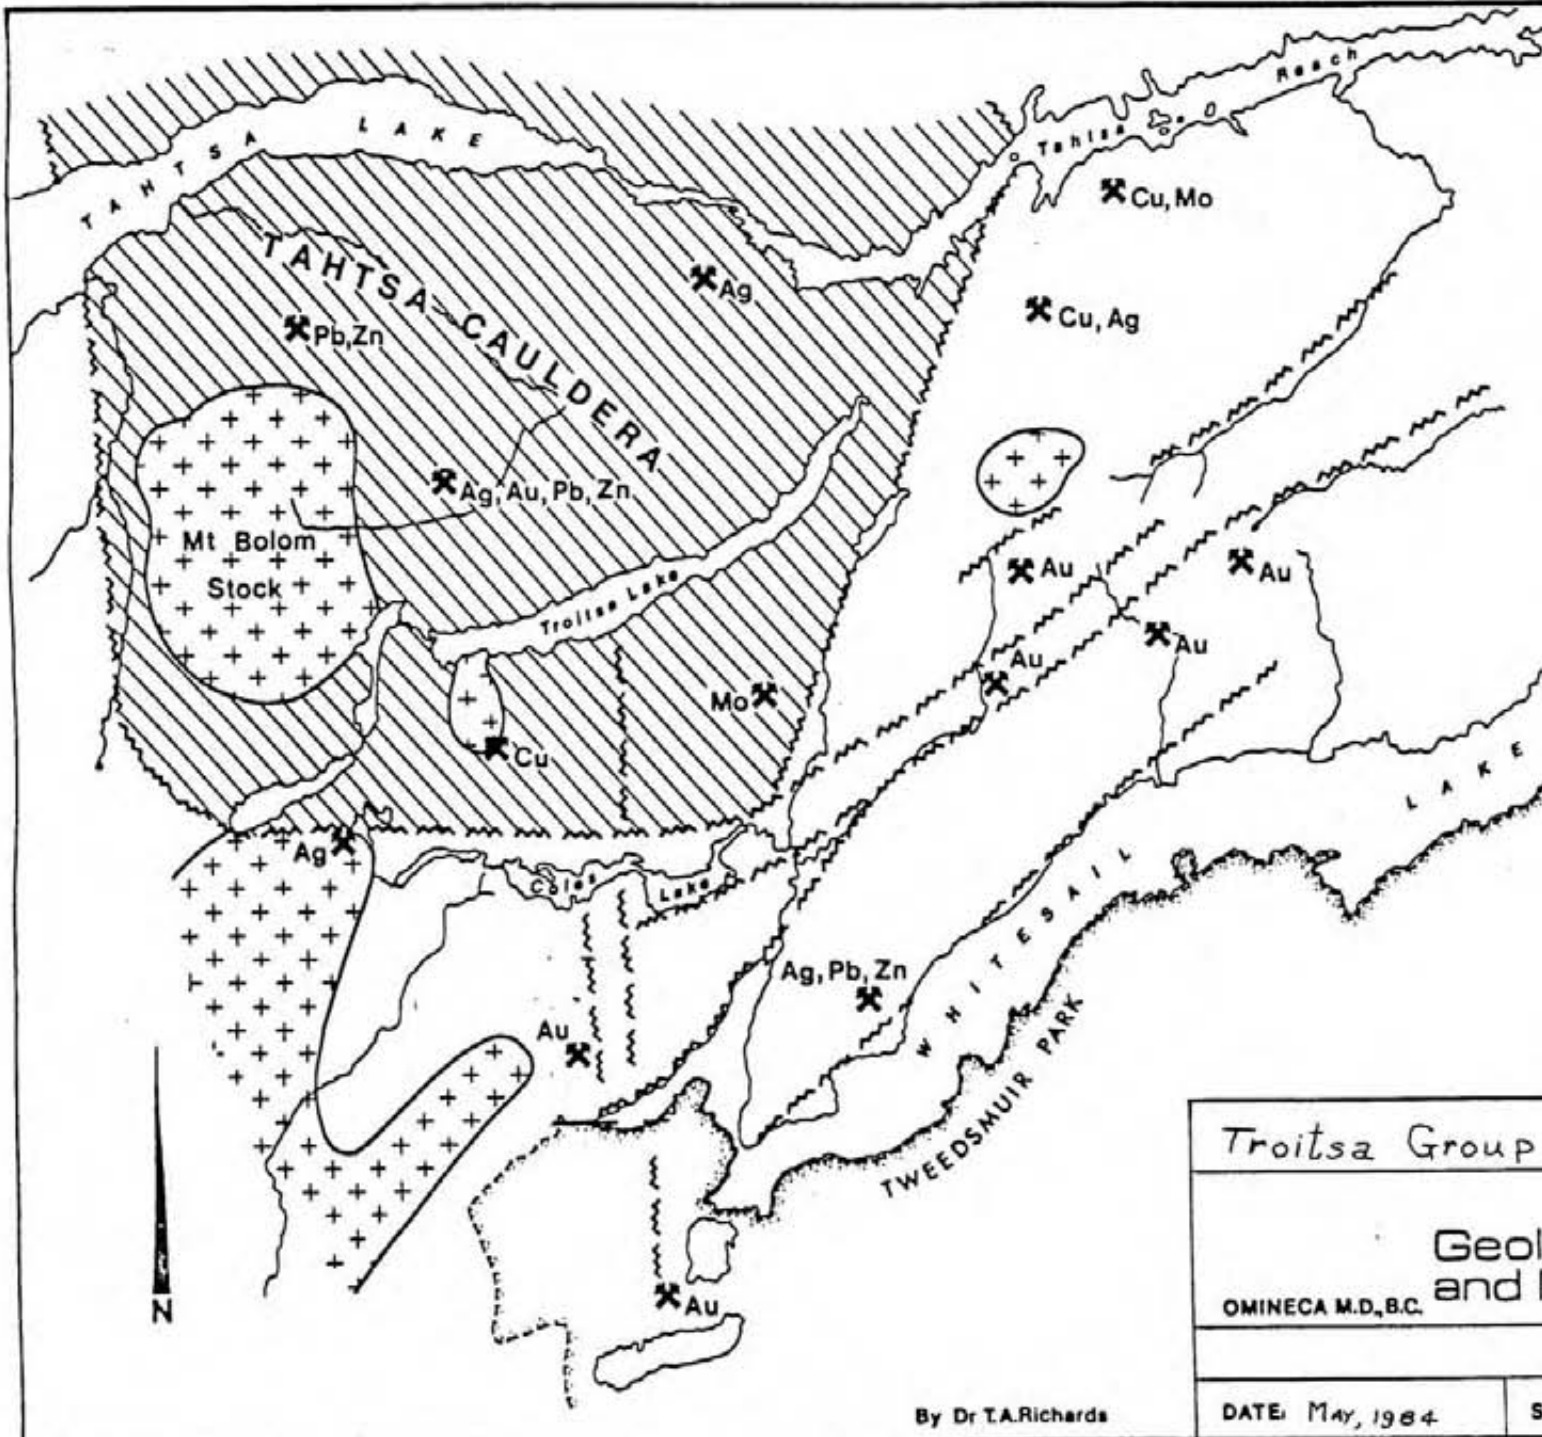 Reach
Tahtsa
TAHTSA LAKE
Cu, Mo
TAHTSA CAULDERA
Ag
Cu, Ag
Pb, Zn
Ag, Au, Pb, Zn
Mt Bolom
Stock
Troitsa Lake
Au
Au
Au
Au
Mo
Cu
Ag
Coles Lake
WHITESAIL LAKE
Ag, Pb, Zn
Au
TWEEDSMUIR PARK
Au
N
Troitsa Group
Geol
and
OMINECA M.D., B.C.
By Dr T.A. Richards
DATE: MAY, 1984
S